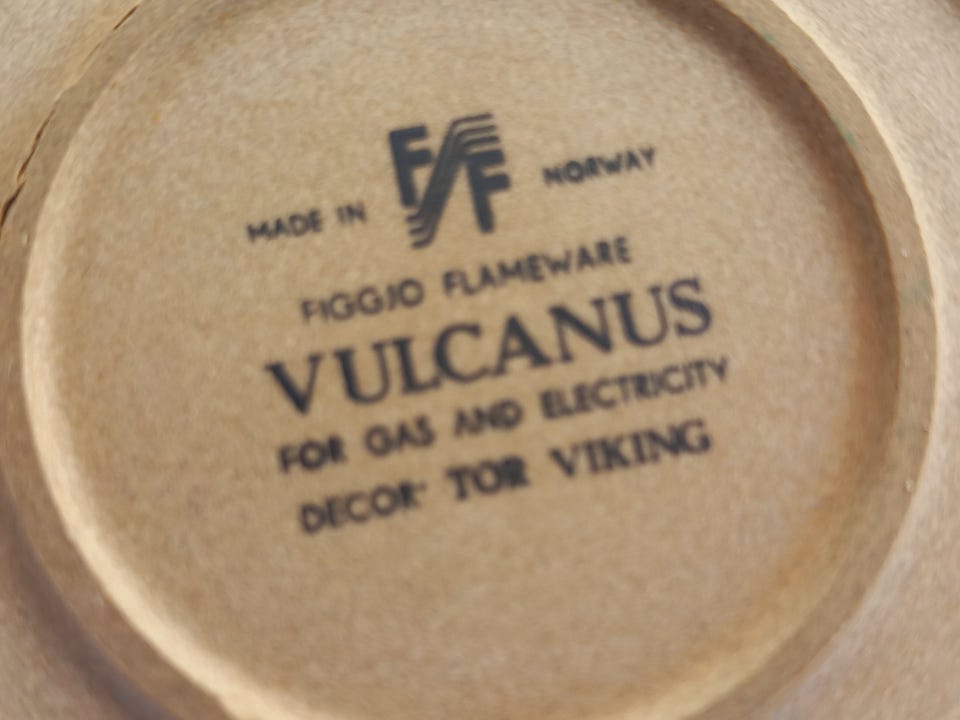 MADE IN FF NORWAY
FIGGJO FLAMEWARE
VULCANUS
FOR GAS AND ELECTRICITY
DECOR· TOR VIKING